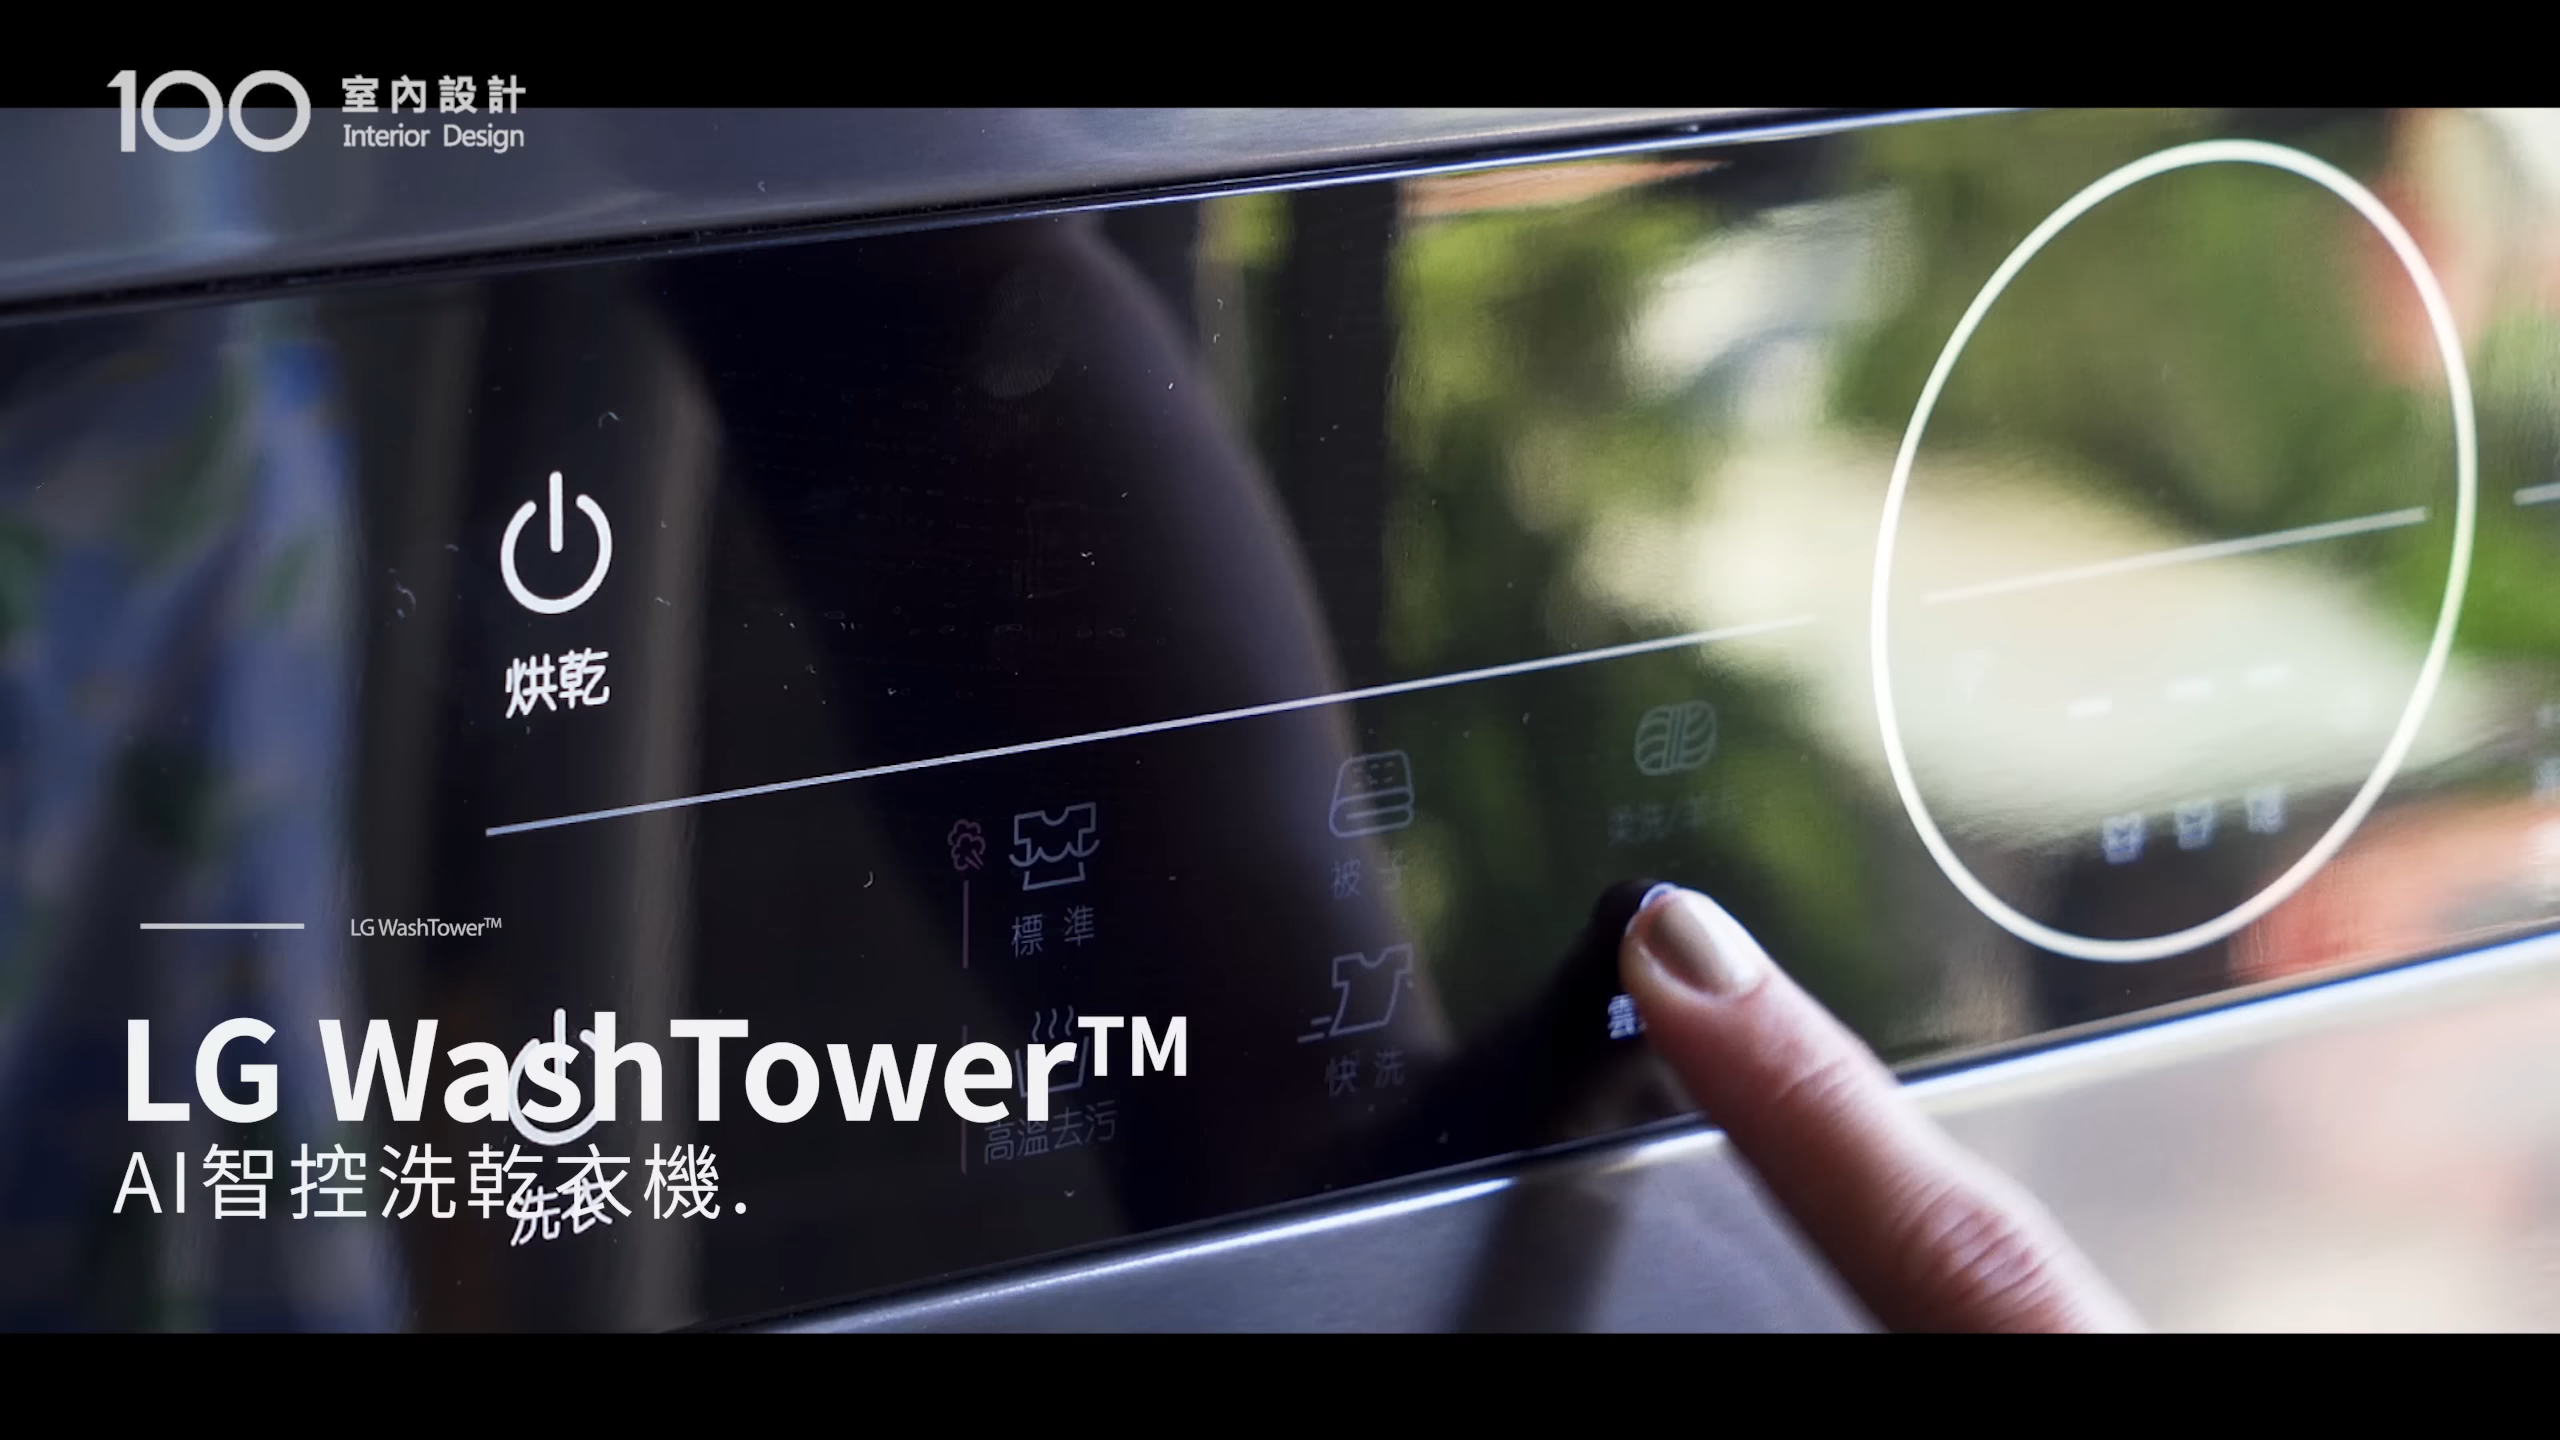 100 室內設計
Interior Design
烘乾
標準
被子
高溫去污
快洗
洗衣
LG WashTower™
LG WashTower™
AI智控洗乾衣機.